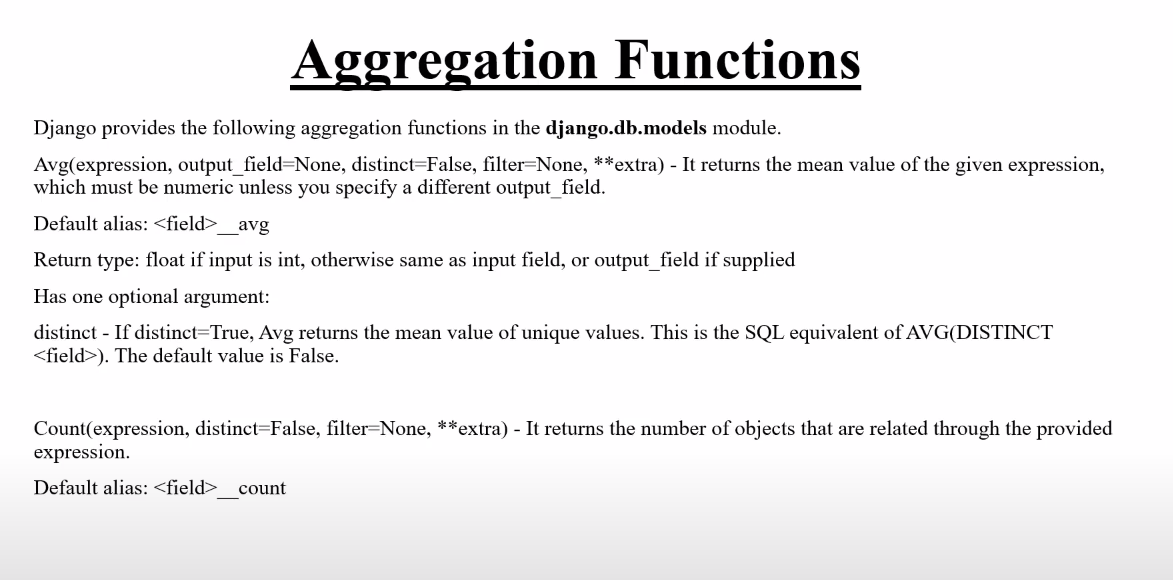 Aggregation Functions
Django provides the following aggregation functions in the django.db.models module.
Avg(expression, output_field=None, distinct=False, filter=None, **extra) - It returns the mean value of the given expression,
which must be numeric unless you specify a different output_field.
Default alias: <field>__avg
Return type: float if input is int, otherwise same as input field, or output_field if supplied
Has one optional argument:
distinct - If distinct=True, Avg returns the mean value of unique values. This is the SQL equivalent of AVG(DISTINCT
<field>). The default value is False.
Count(expression, distinct=False, filter=None, **extra) - It returns the number of objects that are related through the provided
expression.
Default alias: <field>__count